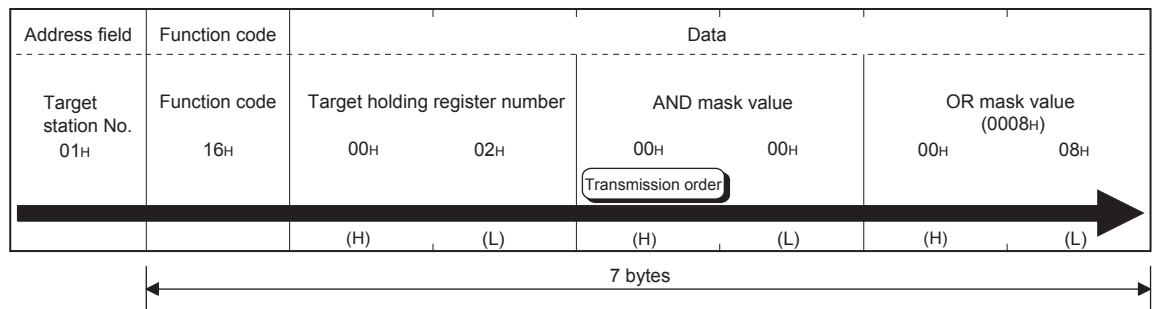 Address field Function code Data
Target station No. Function code Target holding register number AND mask value OR mask value (0008H)
01H 16H 00H 02H 00H 00H 00H 08H
Transmission order
(H) (L) (H) (L) (H) (L)
7 bytes